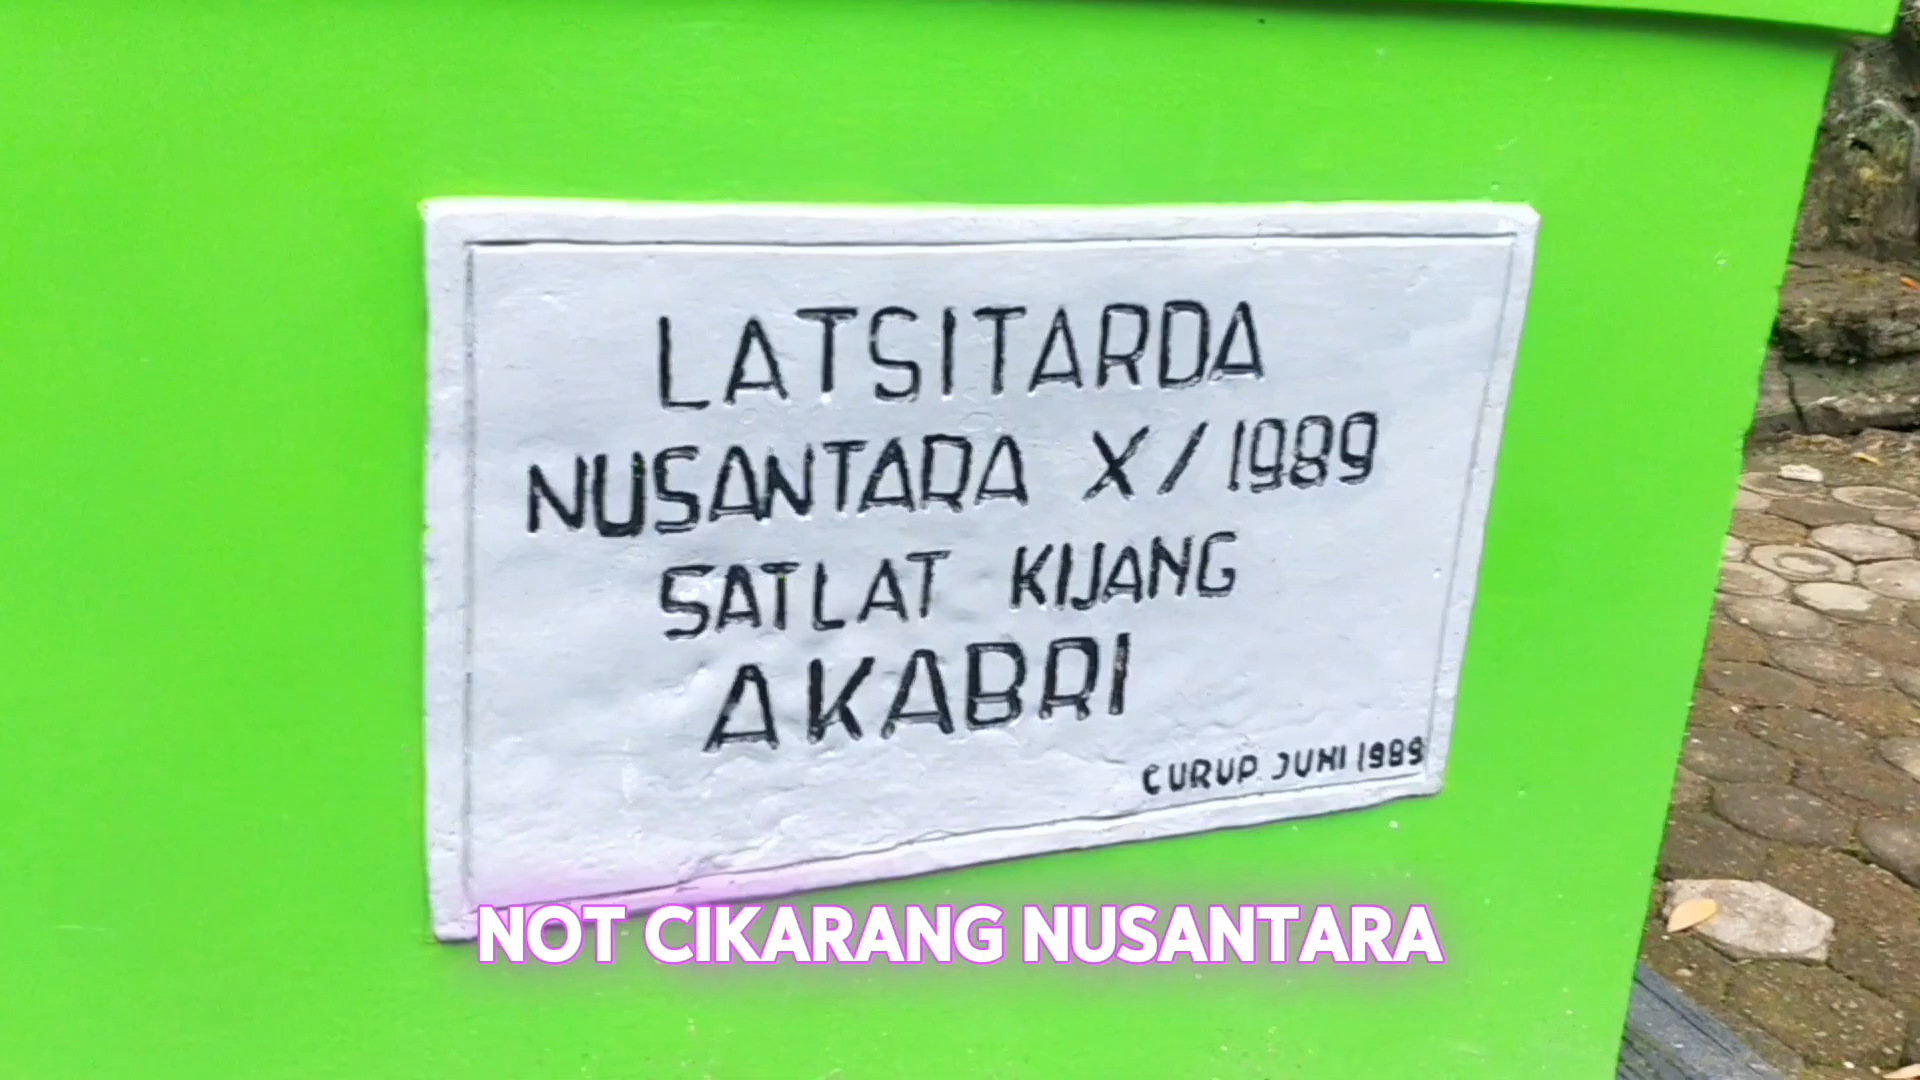 LATSITARDA
NUSANTARA X/1989
SATLAT KIJANG
AKABRI
CURUP JUNI 1989
NOT CIKARANG NUSANTARA